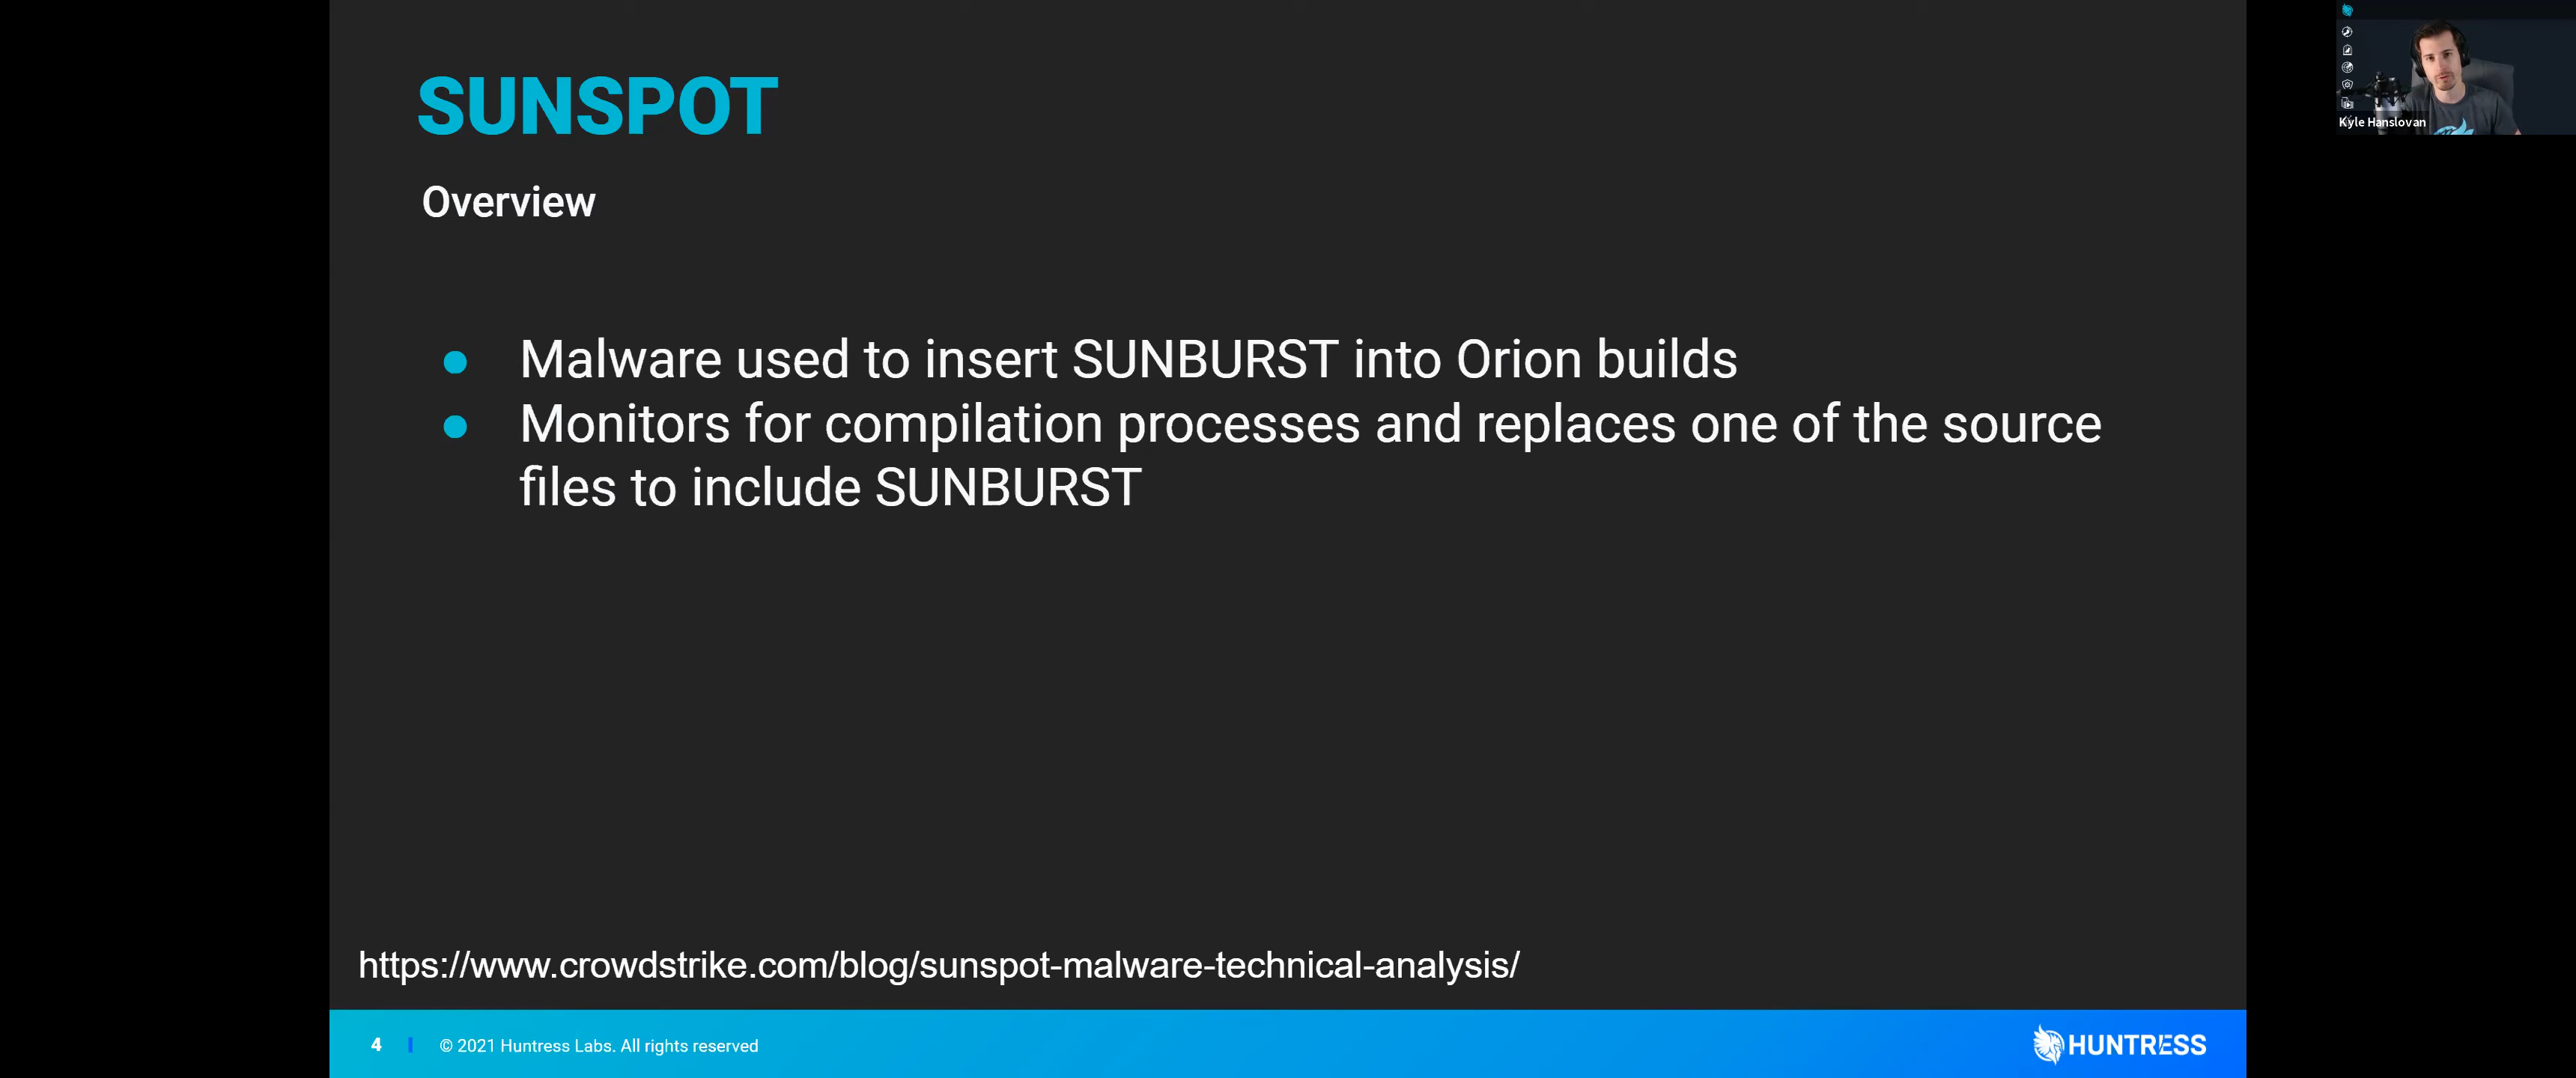 SUNSPOT
Overview
● Malware used to insert SUNBURST into Orion builds
● Monitors for compilation processes and replaces one of the source
files to include SUNBURST
https://www.crowdstrike.com/blog/sunspot-malware-technical-analysis/
4 | © 2021 Huntress Labs. All rights reserved
HUNTRESS
Kyle Hanslovan